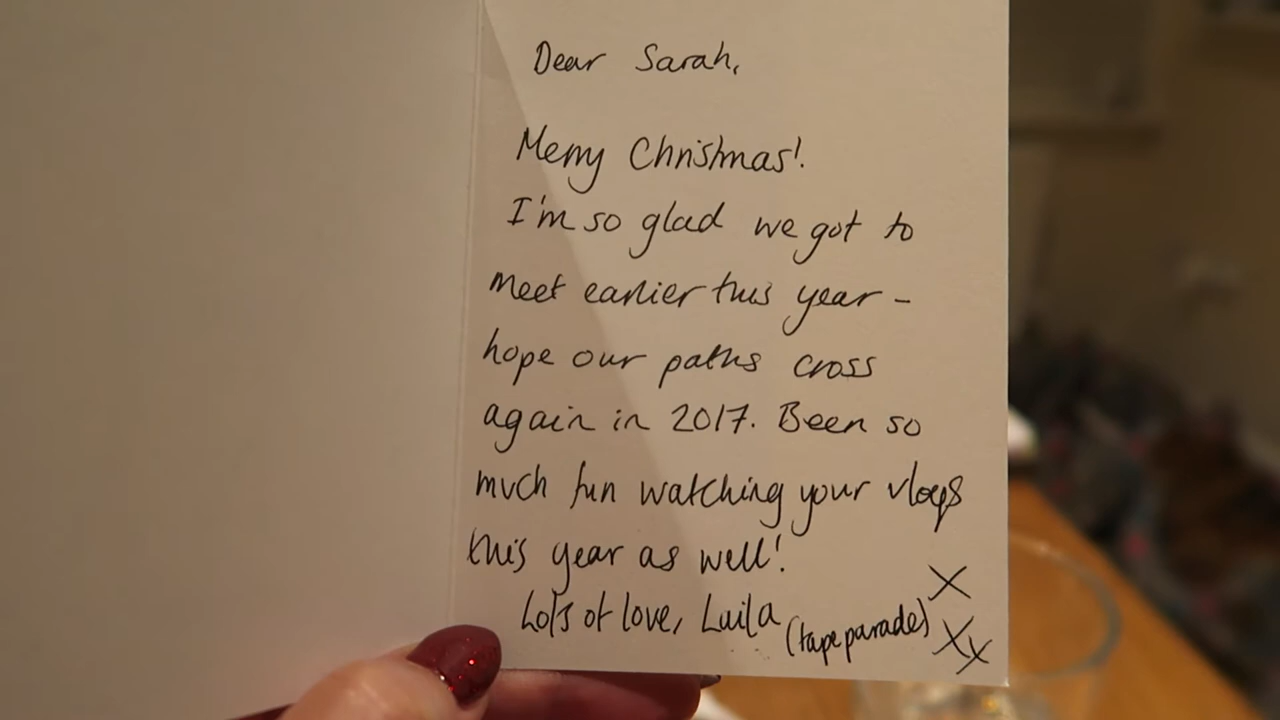 Dear Sarah,
Merry Christmas!
I'm so glad we got to
meet earlier this year -
hope our paths cross
again in 2017. Been so
much fun watching your vlogs
this year as well!
Lots of love, Laila (tapeparade) X
Xx